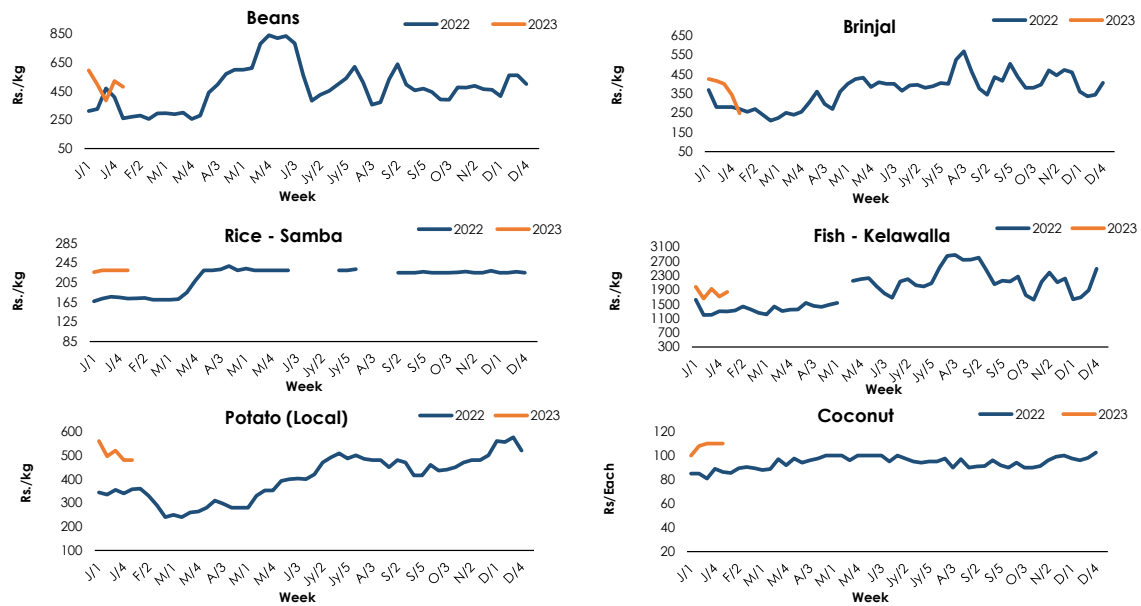 Beans
2022 2023
Rs./kg
850
650
450
250
50
J/1 J/4 F/2 M/1 M/4 A/3 M/1 M/4 J/3 Jy/2 Jy/5 A/3 S/2 S/5 O/3 N/2 D/1 D/4
Week
Brinjal
2022 2023
Rs./kg
650
550
450
350
250
150
50
J/1 J/4 F/2 M/1 M/4 A/3 M/1 M/4 J/3 Jy/2 Jy/5 A/3 S/2 S/5 O/3 N/2 D/1 D/4
Week
Rice - Samba
2022 2023
Rs./kg
285
245
205
165
125
85
J/1 J/4 F/2 M/1 M/4 A/3 M/1 M/4 J/3 Jy/2 Jy/5 A/3 S/2 S/5 O/3 N/2 D/1 D/4
Week
Fish - Kelawalla
2022 2023
Rs./kg
3100
2700
2300
1900
1500
1100
700
300
J/1 J/4 F/2 M/1 M/4 A/3 M/1 M/4 J/3 Jy/2 Jy/5 A/3 S/2 S/5 O/3 N/2 D/1 D/4
Week
Potato (Local)
2022 2023
Rs./kg
600
500
400
300
200
100
J/1 J/4 F/2 M/1 M/4 A/3 M/1 M/4 J/3 Jy/2 Jy/5 A/3 S/2 S/5 O/3 N/2 D/1 D/4
Week
Coconut
2022 2023
Rs/Each
120
100
80
60
40
20
J/1 J/4 F/2 M/1 M/4 A/3 M/1 M/4 J/3 Jy/2 Jy/5 A/3 S/2 S/5 O/3 N/2 D/1 D/4
Week